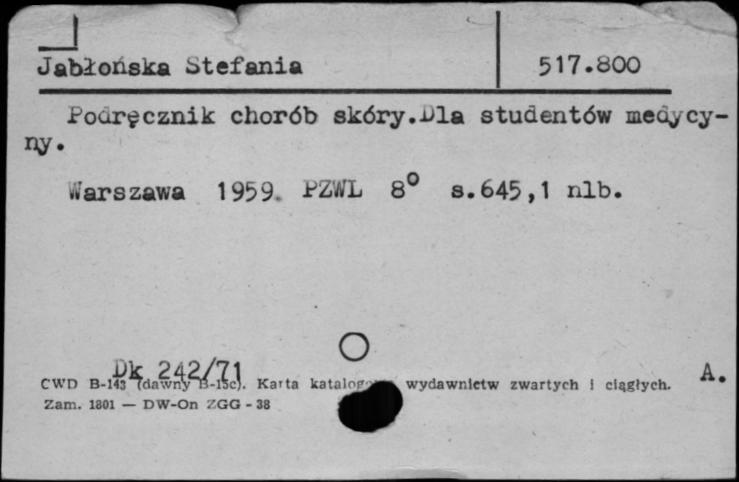 Jabłońska Stefania 517.800
Podręcznik chorób skóry.Dla studentów medycy-
ny.
Warszawa 1959. PZWL 8° s.645,1 nlb.
Dk 242/71
CWD B-143 (dawny B-15c). Karta wydawnictw zwartych i ciągłych. A.
Zam. 1801 — DW-On ZGG - 38